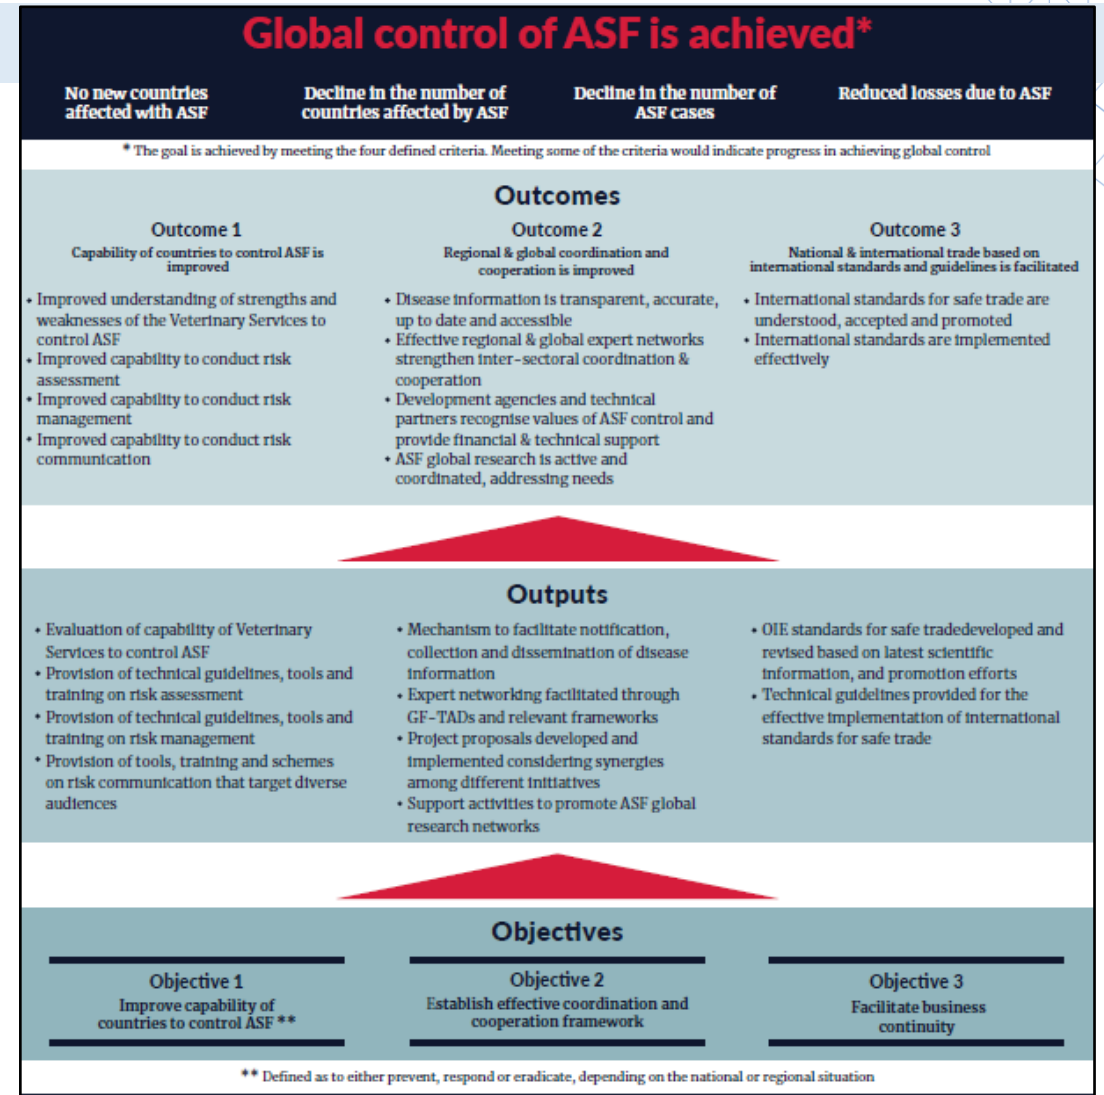 Global control of ASF is achieved*
No new countries
affected with ASF
Decline in the number of
countries affected by ASF
Decline in the number of
ASF cases
Reduced losses due to ASF
* The goal is achieved by meeting the four defined criteria. Meeting some of the criteria would indicate progress in achieving global control
Outcomes
Outcome 1
Capability of countries to control ASF is
improved
• Improved understanding of strengths and
weaknesses of the Veterinary Services to
control ASF
• Improved capability to conduct risk
assessment
• Improved capability to conduct risk
management
• Improved capability to conduct risk
communication
Outcome 2
Regional & global coordination and
cooperation is improved
• Disease information is transparent, accurate,
up to date and accessible
• Effective regional & global expert networks
strengthen inter-sectoral coordination &
cooperation
• Development agencies and technical
partners recognise values of ASF control and
provide financial & technical support
• ASF global research is active and
coordinated, addressing needs
Outcome 3
National & international trade based on
international standards and guidelines is facilitated
• International standards for safe trade are
understood, accepted and promoted
• International standards are implemented
effectively
Outputs
• Evaluation of capability of Veterinary
Services to control ASF
• Provision of technical guidelines, tools and
training on risk assessment
• Provision of technical guidelines, tools and
training on risk management
• Provision of tools, training and schemes
on risk communication that target diverse
audiences
• Mechanism to facilitate notification,
collection and dissemination of disease
information
• Expert networking facilitated through
GF-TADs and relevant frameworks
• Project proposals developed and
implemented considering synergies
among different initiatives
• Support activities to promote ASF global
research networks
• OIE standards for safe tradedeveloped and
revised based on latest scientific
information, and promotion efforts
• Technical guidelines provided for the
effective implementation of international
standards for safe trade
Objectives
Objective 1
Improve capability of
countries to control ASF **
Objective 2
Establish effective coordination and
cooperation framework
Objective 3
Facilitate business
continuity
** Defined as to either prevent, respond or eradicate, depending on the national or regional situation